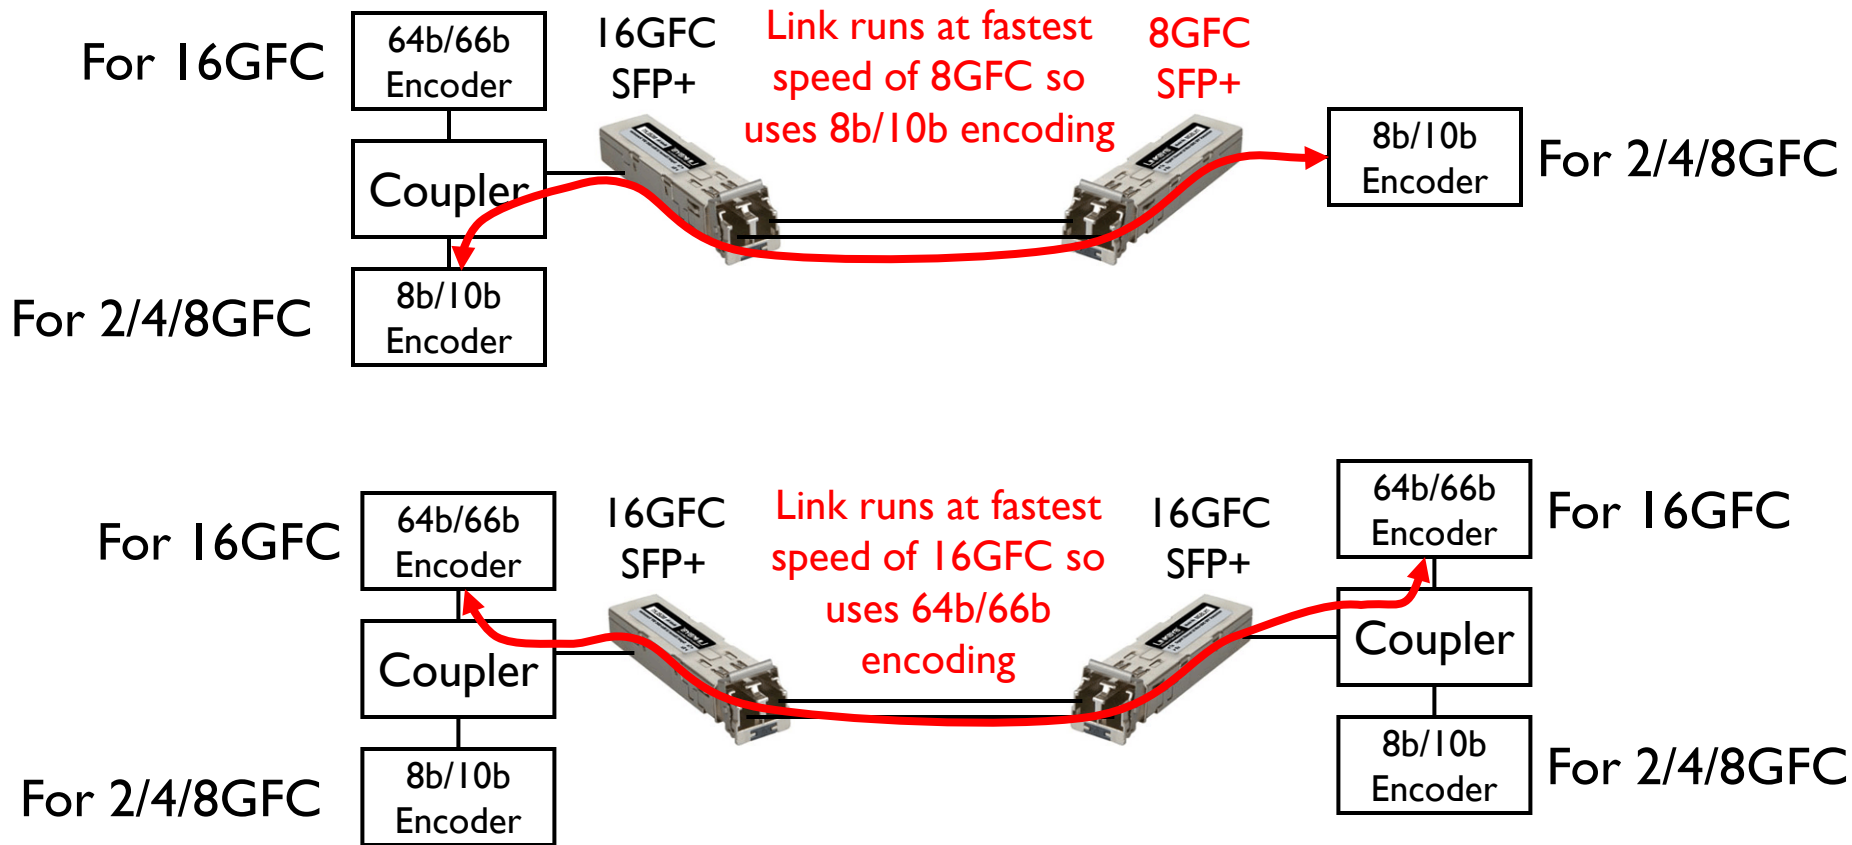 For 16GFC
64b/66b
Encoder
16GFC
SFP+
Link runs at fastest
speed of 8GFC so
uses 8b/10b encoding
8GFC
SFP+
Coupler
8b/10b
Encoder
For 2/4/8GFC
For 2/4/8GFC
8b/10b
Encoder
For 16GFC
64b/66b
Encoder
16GFC
SFP+
Link runs at fastest
speed of 16GFC so
uses 64b/66b
encoding
16GFC
SFP+
64b/66b
Encoder
For 16GFC
Coupler
Coupler
For 2/4/8GFC
8b/10b
Encoder
8b/10b
Encoder
For 2/4/8GFC